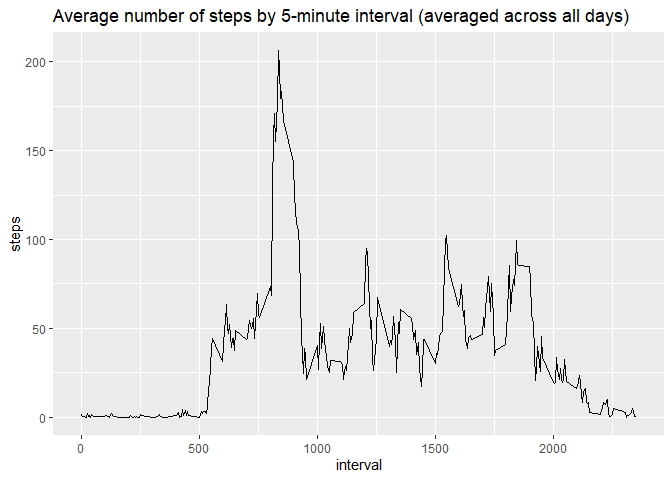 Average number of steps by 5-minute interval (averaged across all days)
200
150
100
50
0
steps
0 500 1000 1500 2000
interval